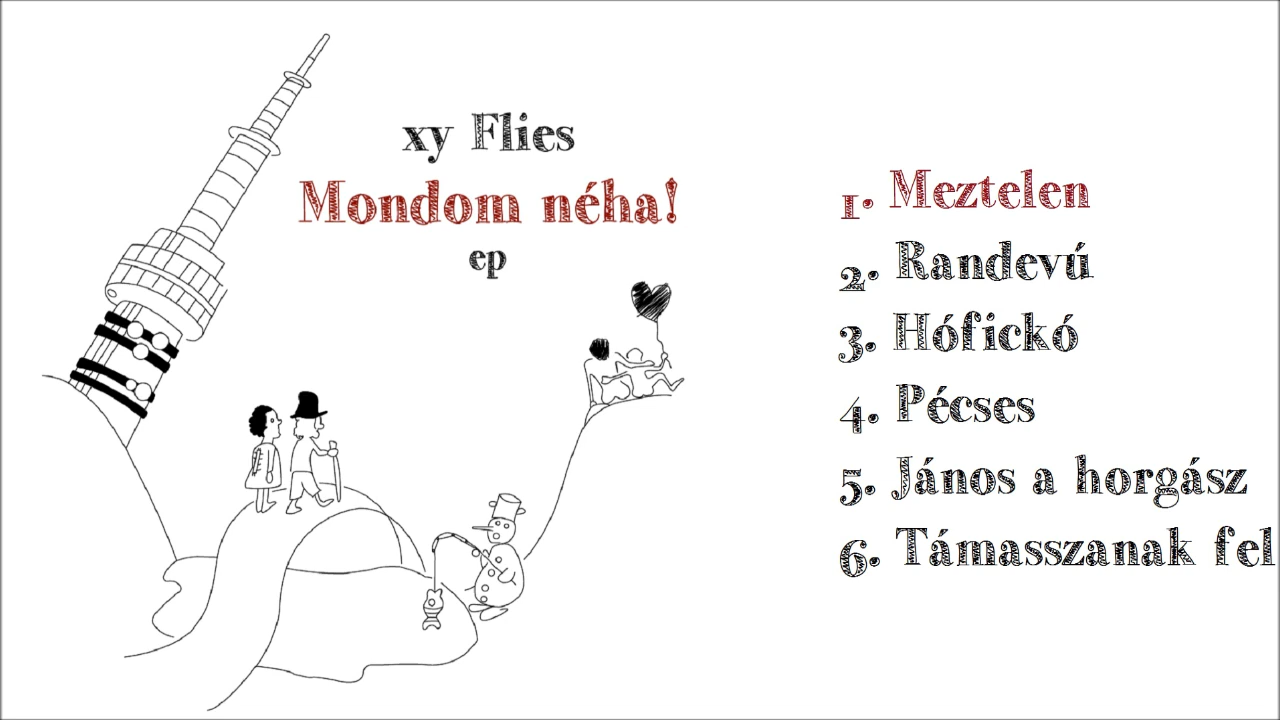 xy Flies
Mondom néha!
ep
1. Meztelen
2. Randevú
3. Hófickó
4. Pécses
5. János a horgász
6. Támasszanak fel